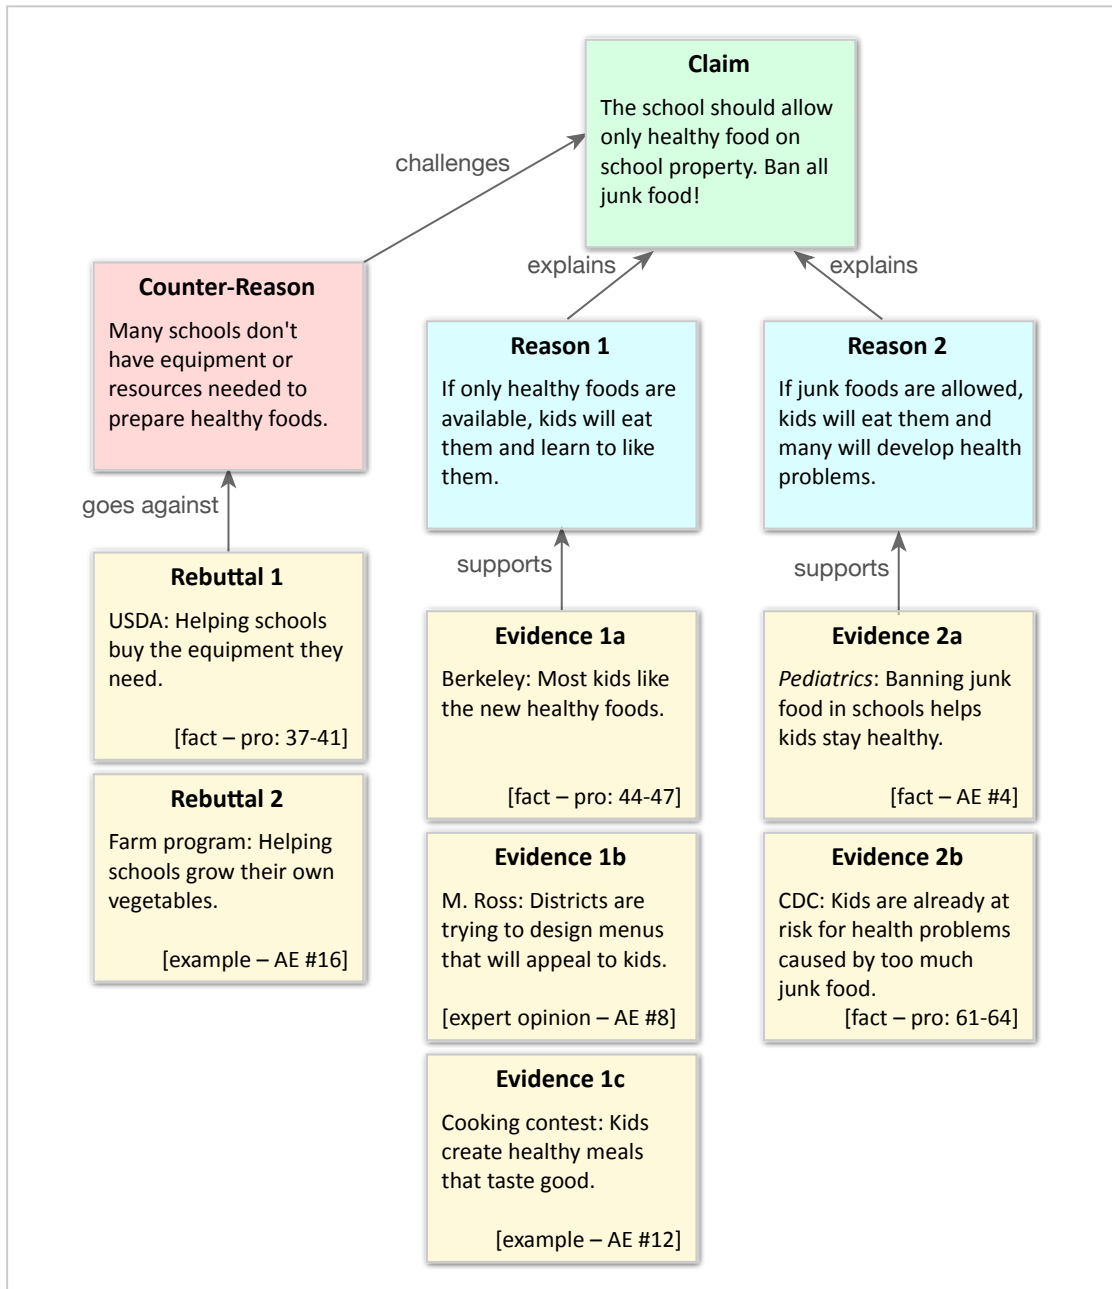 Claim
The school should allow
only healthy food on
school property. Ban all
junk food!
challenges
explains
explains
Counter-Reason
Many schools don't
have equipment or
resources needed to
prepare healthy foods.
Reason 1
If only healthy foods are
available, kids will eat
them and learn to like
them.
Reason 2
If junk foods are allowed,
kids will eat them and
many will develop health
problems.
goes against
supports
supports
Rebuttal 1
USDA: Helping schools
buy the equipment they
need.
[fact – pro: 37-41]
Rebuttal 2
Farm program: Helping
schools grow their own
vegetables.
[example – AE #16]
Evidence 1a
Berkeley: Most kids like
the new healthy foods.
[fact – pro: 44-47]
Evidence 1b
M. Ross: Districts are
trying to design menus
that will appeal to kids.
[expert opinion – AE #8]
Evidence 1c
Cooking contest: Kids
create healthy meals
that taste good.
[example – AE #12]
Evidence 2a
Pediatrics: Banning junk
food in schools helps
kids stay healthy.
[fact – AE #4]
Evidence 2b
CDC: Kids are already at
risk for health problems
caused by too much
junk food.
[fact – pro: 61-64]